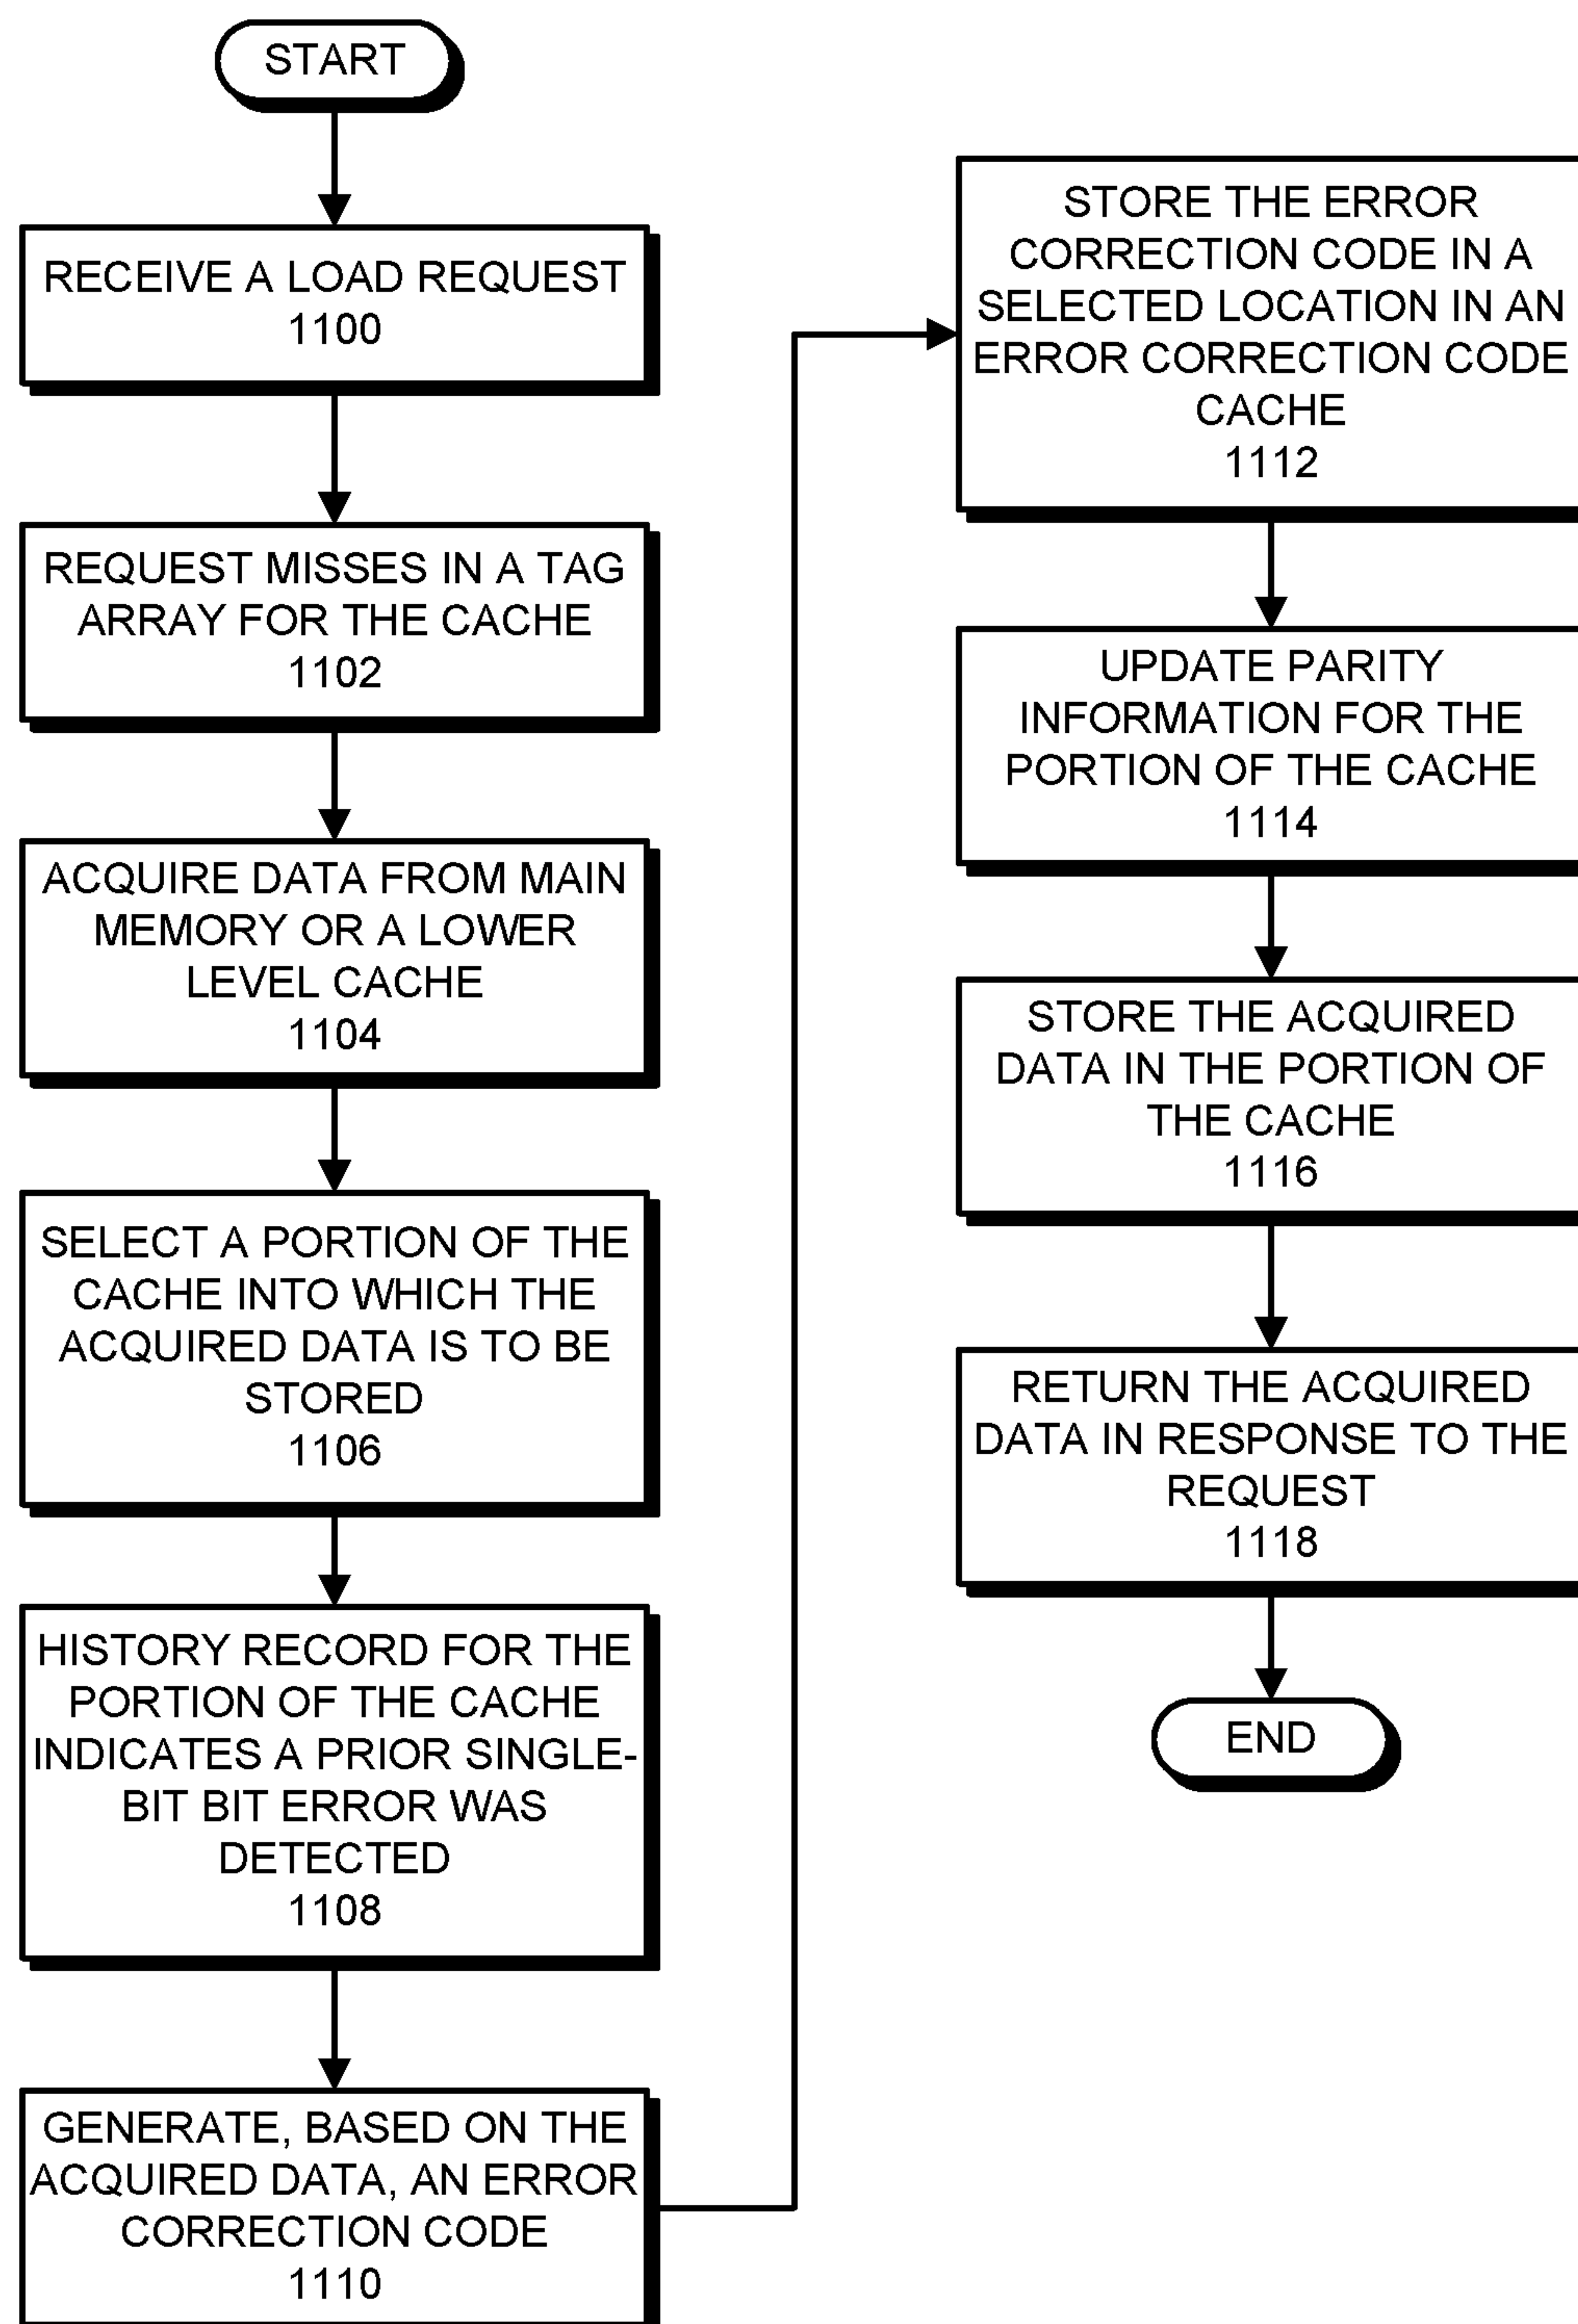 START
RECEIVE A LOAD REQUEST
1100
REQUEST MISSES IN A TAG
ARRAY FOR THE CACHE
1102
ACQUIRE DATA FROM MAIN
MEMORY OR A LOWER
LEVEL CACHE
1104
SELECT A PORTION OF THE
CACHE INTO WHICH THE
ACQUIRED DATA IS TO BE
STORED
1106
HISTORY RECORD FOR THE
PORTION OF THE CACHE
INDICATES A PRIOR SINGLE-
BIT BIT ERROR WAS
DETECTED
1108
GENERATE, BASED ON THE
ACQUIRED DATA, AN ERROR
CORRECTION CODE
1110
STORE THE ERROR
CORRECTION CODE IN A
SELECTED LOCATION IN AN
ERROR CORRECTION CODE
CACHE
1112
UPDATE PARITY
INFORMATION FOR THE
PORTION OF THE CACHE
1114
STORE THE ACQUIRED
DATA IN THE PORTION OF
THE CACHE
1116
RETURN THE ACQUIRED
DATA IN RESPONSE TO THE
REQUEST
1118
END